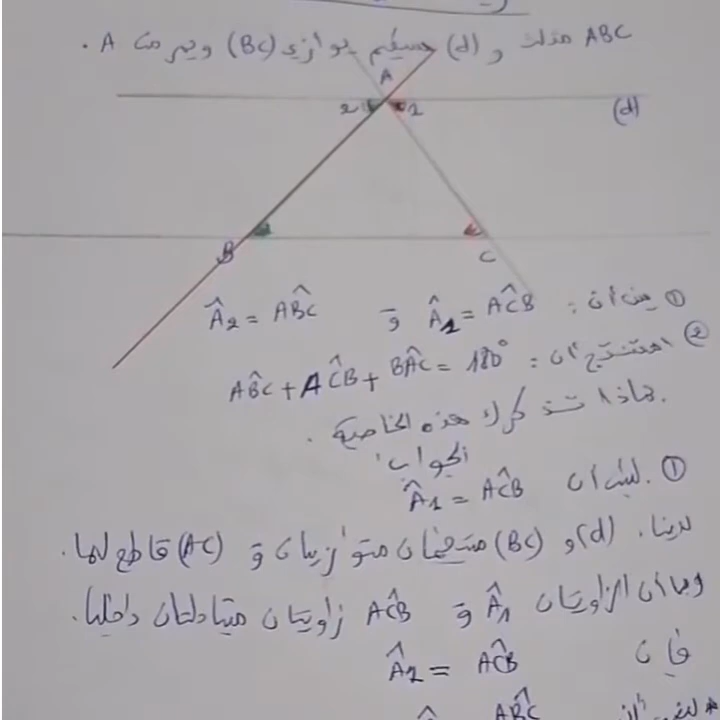 ABC مثلث و (d) مستقيم يوازي (BC) ويمر من A .
A
2 1
(d)
B
C
① بين أن : Â₁ = AĈB و Â₂ = AB̂C
② استنتج أن : AB̂C + AĈB + BÂC = 180°
. ماذا تذكرك هذه الخاصية .
الجواب :
① . لنبين أن Â₁ = AĈB
لدينا . (d) و (BC) مستقيمان متوازيان و (AC) قاطع لهما .
وبما أن الزاويتان Â₁ و AĈB زاويتان متبادلتان داخليا .
فإن Â₁ = AĈB
AB̂C